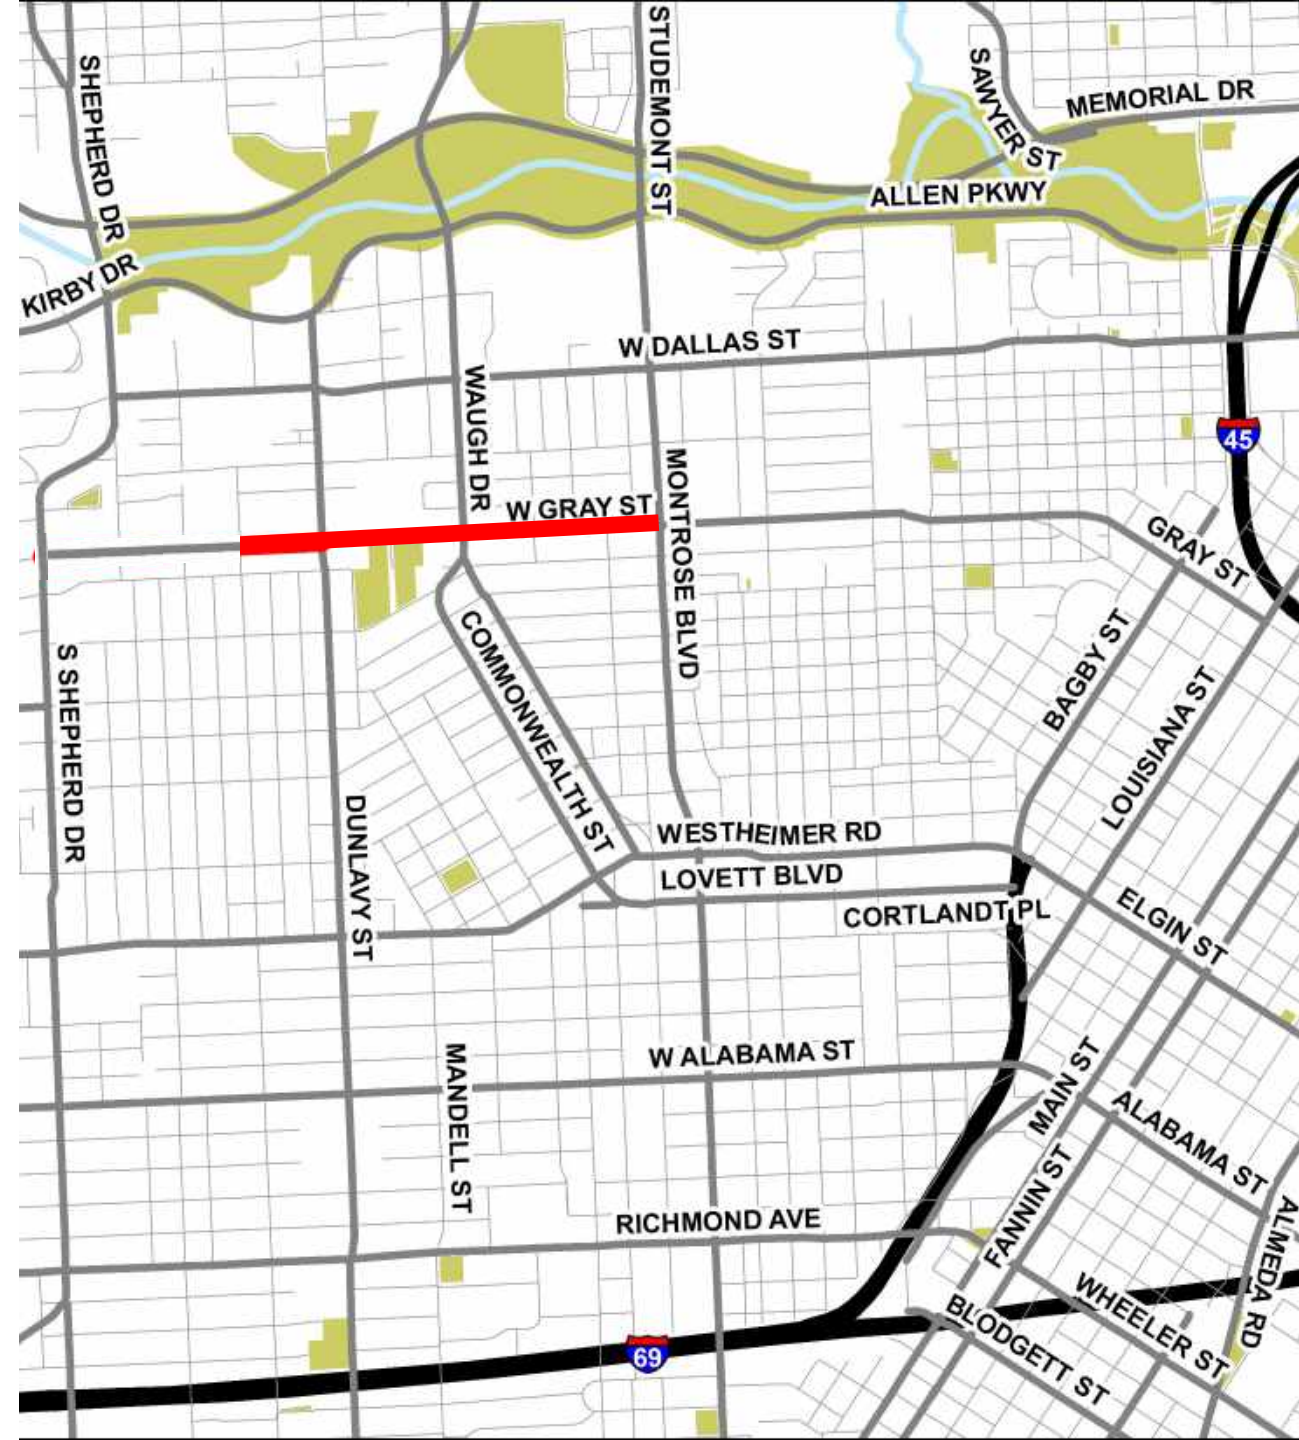 SHEPHERD DR
STUDEMONT ST
SAWYER ST
MEMORIAL DR
ALLEN PKWY
KIRBY DR
W DALLAS ST
WAUGH DR
45
MONTROSE BLVD
W GRAY ST
GRAY ST
S SHEPHERD DR
COMMONWEALTH ST
BAGBY ST
LOUISIANA ST
DUNLAVY ST
WESTHEIMER RD
LOVETT BLVD
CORTLANDT PL
ELGIN ST
MANDELL ST
W ALABAMA ST
MAIN ST
ALABAMA ST
FANNIN ST
RICHMOND AVE
ALMEDA RD
WHEELER ST
BLODGETT ST
69